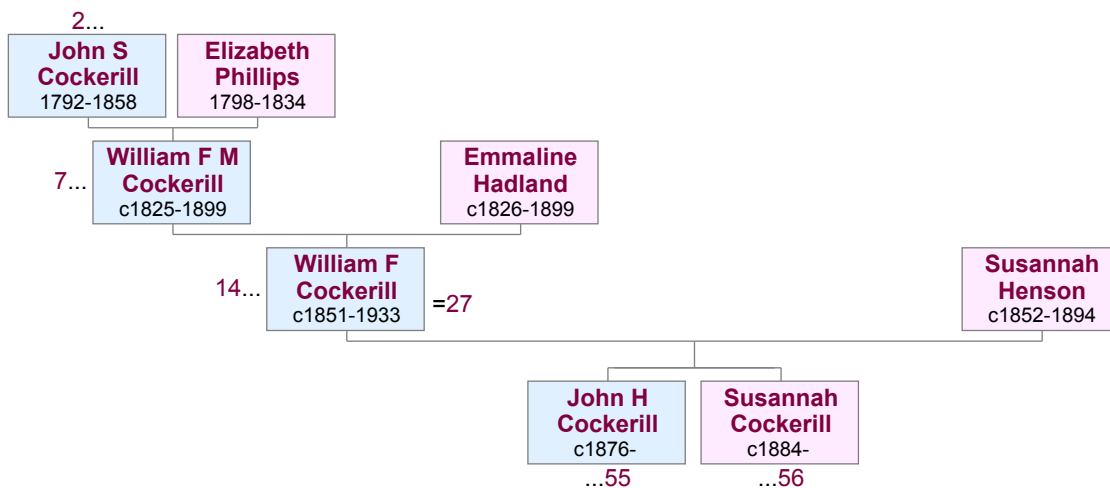 2...
John S
Cockerill
1792-1858
Elizabeth
Phillips
1798-1834
7...
William F M
Cockerill
c1825-1899
Emmaline
Hadland
c1826-1899
14...
William F
Cockerill
c1851-1933
=27
Susannah
Henson
c1852-1894
John H
Cockerill
c1876-
...55
Susannah
Cockerill
c1884-
...56